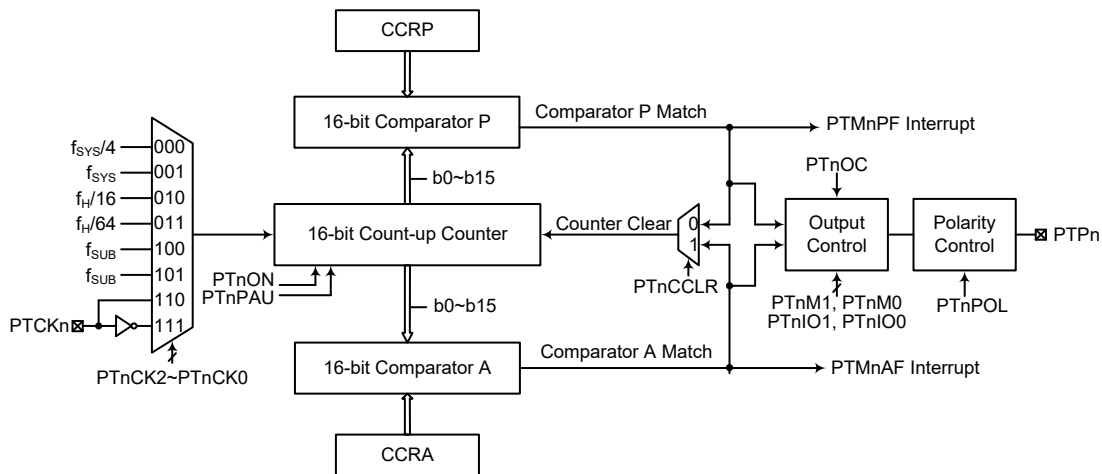 CCRP
16-bit Comparator P
Comparator P Match
PTMnPF Interrupt
b0~b15
fSYS/4
000
fSYS
001
fH/16
010
fH/64
011
fSUB
100
fSUB
101
110
PTCKn
111
PTnCK2~PTnCK0
16-bit Count-up Counter
PTnON
PTnPAU
Counter Clear
0
1
PTnCCLR
PTnOC
Output
Control
PTnM1, PTnM0
PTnIO1, PTnIO0
Polarity
Control
PTnPOL
PTPn
b0~b15
16-bit Comparator A
Comparator A Match
PTMnAF Interrupt
CCRA